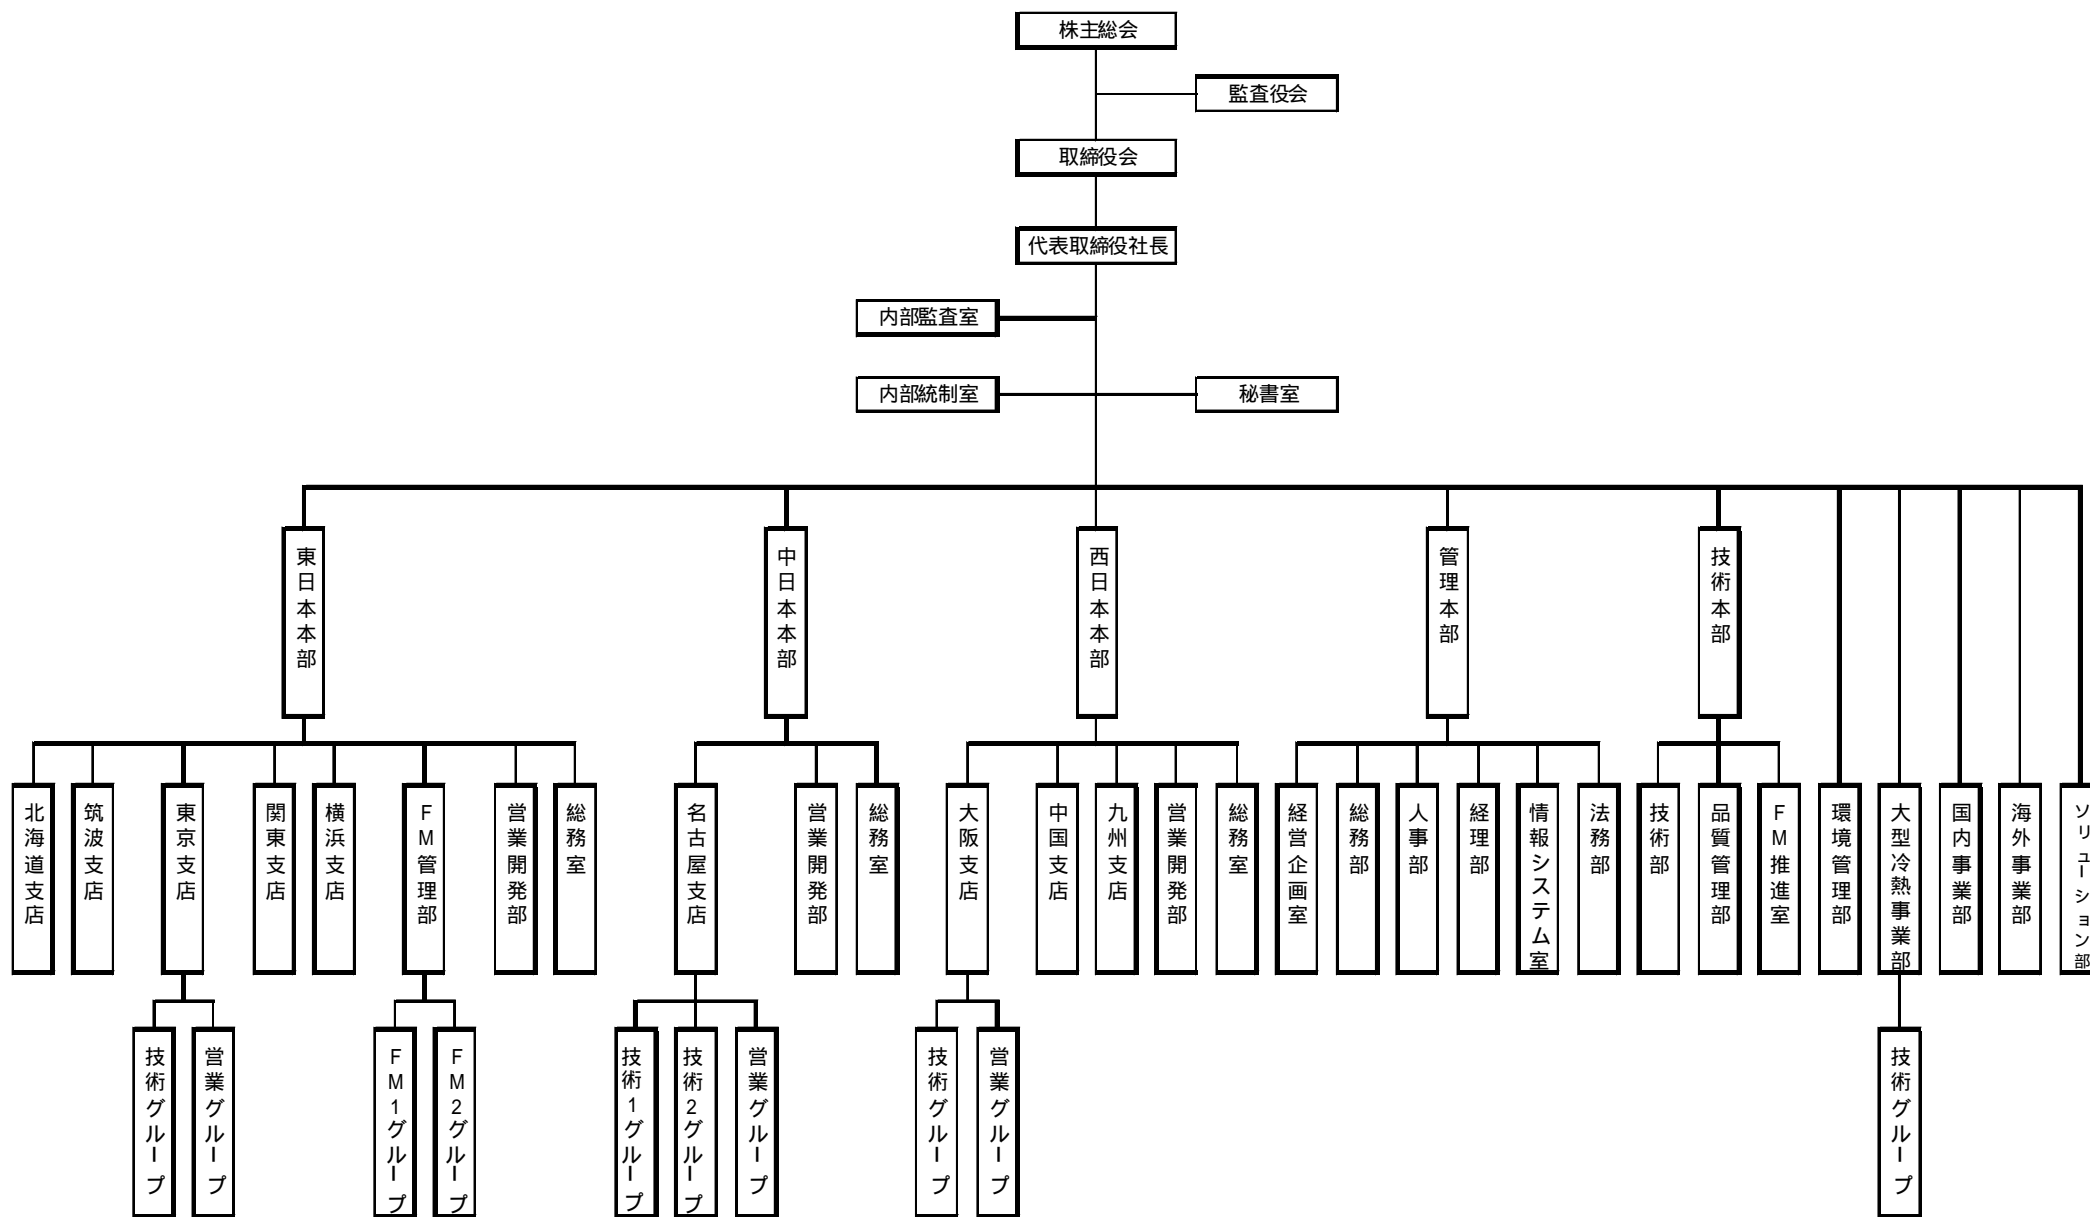 株主総会
監査役会
取締役会
代表取締役社長
内部監査室
内部統制室
秘書室
東日本本部
中日本本部
西日本本部
管理本部
技術本部
北海道支店
筑波支店
東京支店
関東支店
横浜支店
FM管理部
営業開発部
総務室
名古屋支店
営業開発部
総務室
大阪支店
中国支店
九州支店
営業開発部
総務室
経営企画室
総務部
人事部
経理部
情報システム室
法務部
技術部
品質管理部
FM推進室
環境管理部
大型冷熱事業部
国内事業部
海外事業部
ソリューション部
技術グループ
営業グループ
FM1グループ
FM2グループ
技術1グループ
技術2グループ
営業グループ
技術グループ
営業グループ
技術グループ